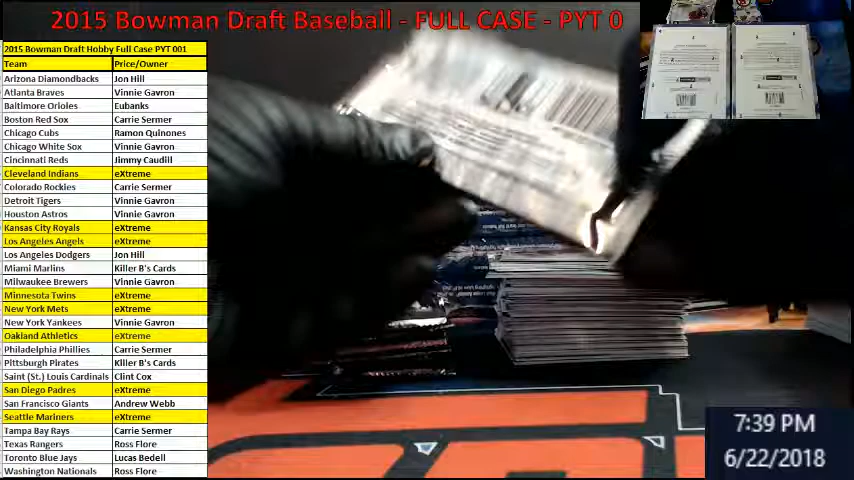 2015 Bowman Draft Baseball - FULL CASE - PYT 0
2015 Bowman Draft Hobby Full Case PYT 001
Team Price/Owner
Arizona Diamondbacks Jon Hill
Atlanta Braves Vinnie Gavron
Baltimore Orioles Eubanks
Boston Red Sox Carrie Sermer
Chicago Cubs Ramon Quinones
Chicago White Sox Vinnie Gavron
Cincinnati Reds Jimmy Caudill
Cleveland Indians eXtreme
Colorado Rockies Carrie Sermer
Detroit Tigers Vinnie Gavron
Houston Astros Vinnie Gavron
Kansas City Royals eXtreme
Los Angeles Angels eXtreme
Los Angeles Dodgers Jon Hill
Miami Marlins Killer B's Cards
Milwaukee Brewers Vinnie Gavron
Minnesota Twins eXtreme
New York Mets eXtreme
New York Yankees Vinnie Gavron
Oakland Athletics eXtreme
Philadelphia Phillies Carrie Sermer
Pittsburgh Pirates Killer B's Cards
Saint (St.) Louis Cardinals Clint Cox
San Diego Padres eXtreme
San Francisco Giants Andrew Webb
Seattle Mariners eXtreme
Tampa Bay Rays Carrie Sermer
Texas Rangers Ross Flore
Toronto Blue Jays Lucas Bedell
Washington Nationals Ross Flore
7:39 PM
6/22/2018